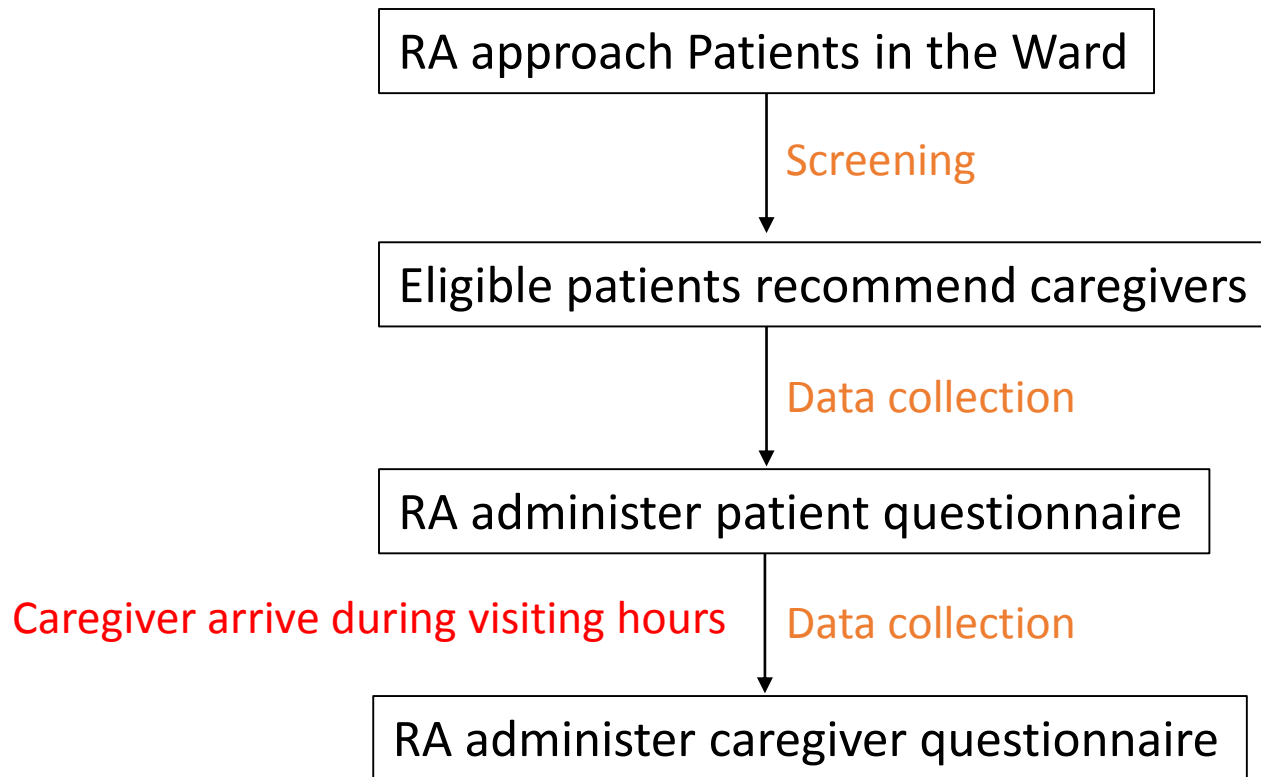 RA approach Patients in the Ward
Screening
Eligible patients recommend caregivers
Data collection
RA administer patient questionnaire
Caregiver arrive during visiting hours
Data collection
RA administer caregiver questionnaire